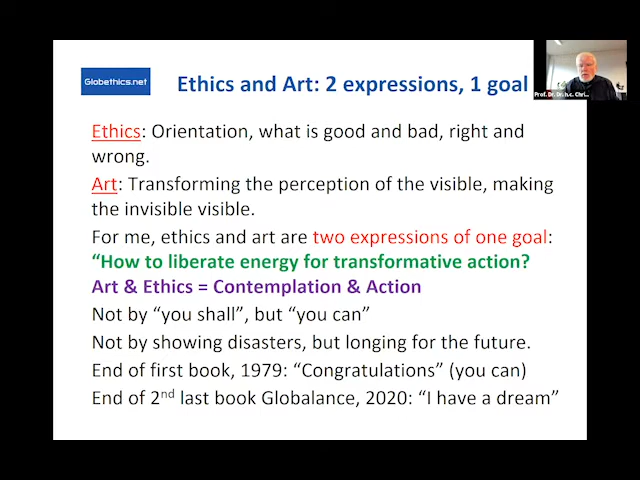 Globethics.net
Ethics and Art: 2 expressions, 1 goal
Prof. Dr. Dr. h.c. Chri...
Ethics: Orientation, what is good and bad, right and
wrong.
Art: Transforming the perception of the visible, making
the invisible visible.
For me, ethics and art are two expressions of one goal:
“How to liberate energy for transformative action?
Art & Ethics = Contemplation & Action
Not by “you shall”, but “you can”
Not by showing disasters, but longing for the future.
End of first book, 1979: “Congratulations” (you can)
End of 2nd last book Globalance, 2020: “I have a dream”